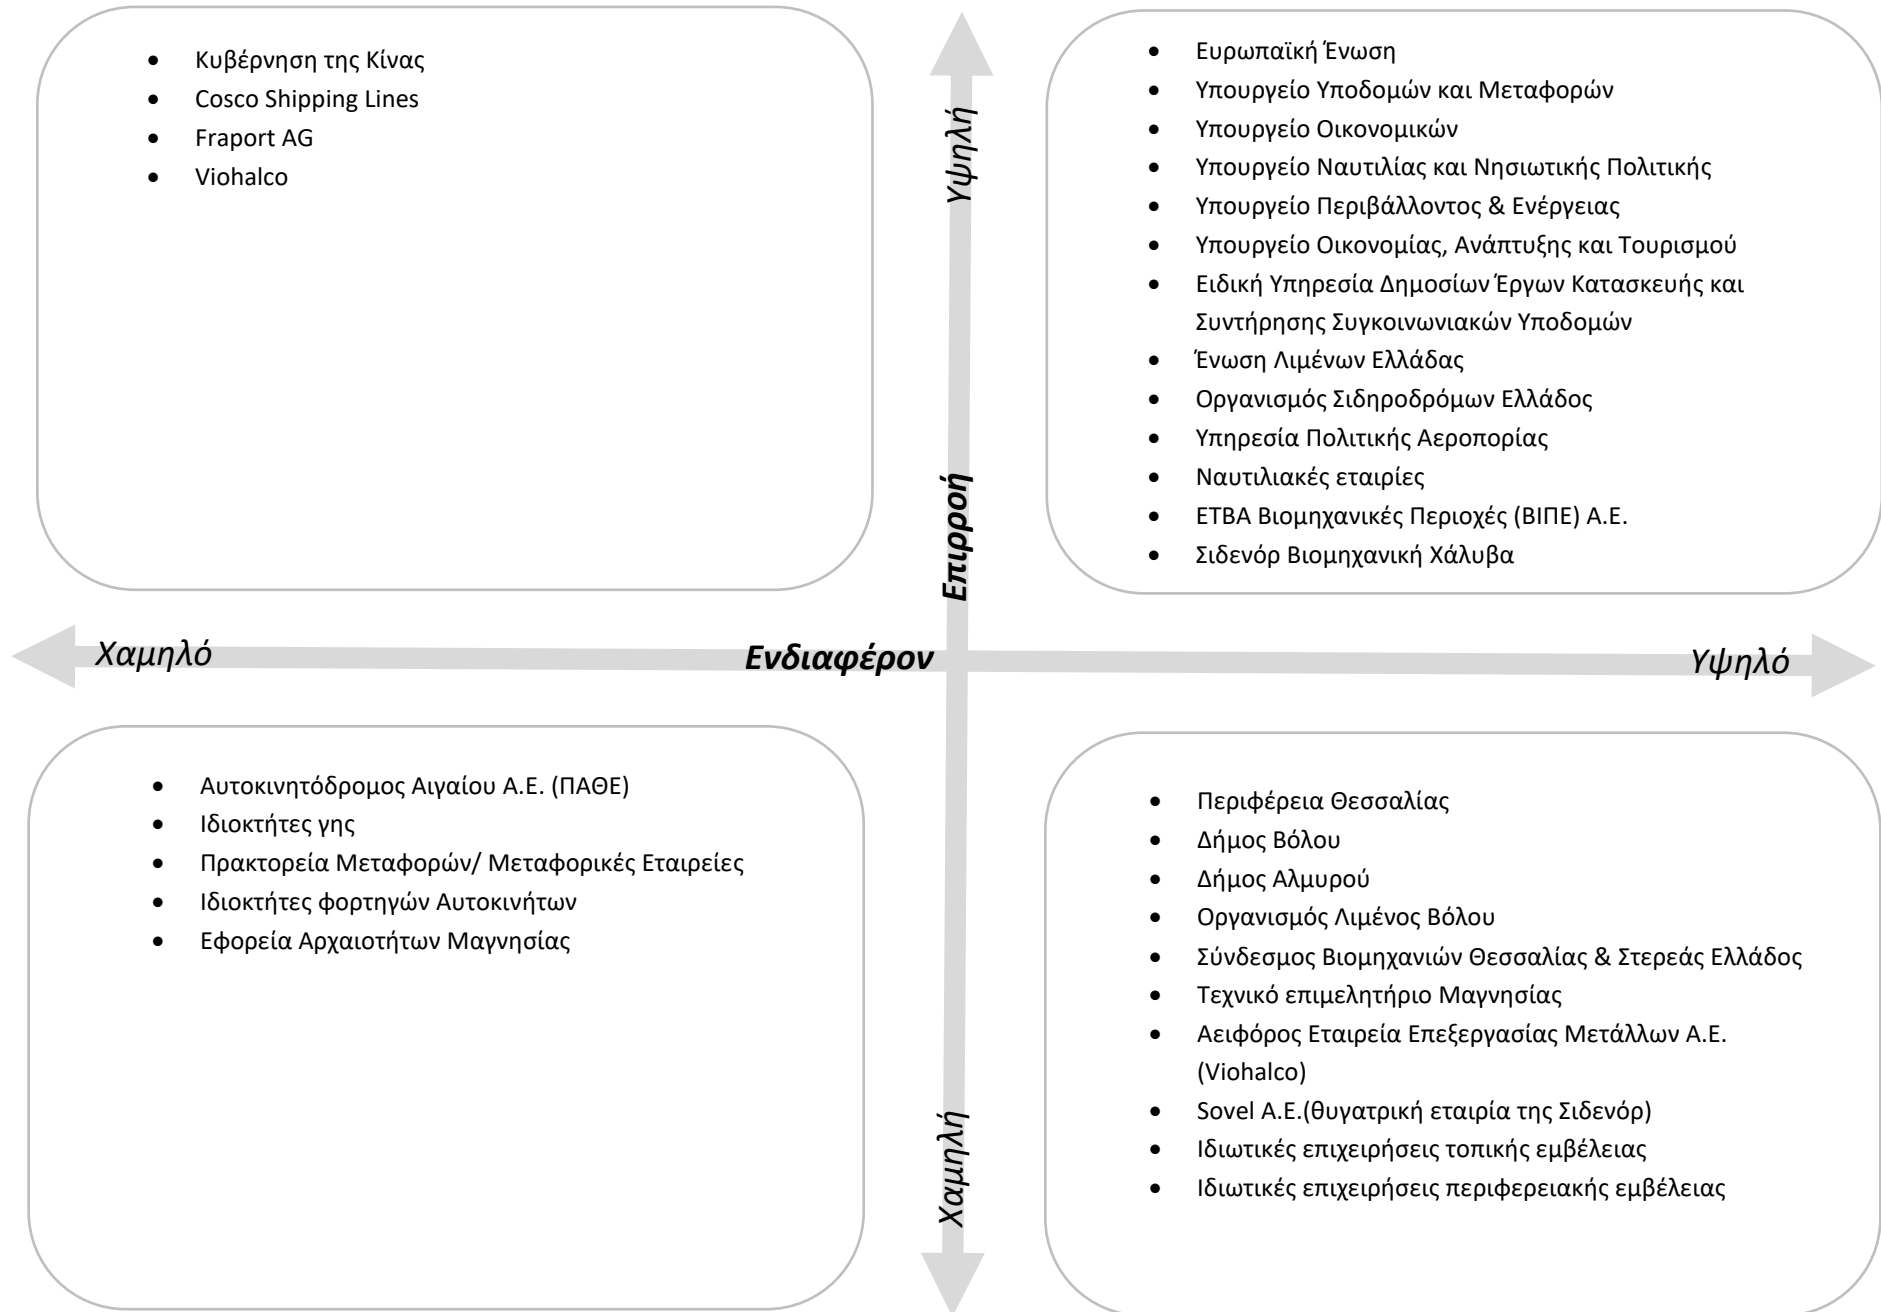 • Κυβέρνηση της Κίνας
• Cosco Shipping Lines
• Fraport AG
• Viohalco
Υψηλή
• Ευρωπαϊκή Ένωση
• Υπουργείο Υποδομών και Μεταφορών
• Υπουργείο Οικονομικών
• Υπουργείο Ναυτιλίας και Νησιωτικής Πολιτικής
• Υπουργείο Περιβάλλοντος & Ενέργειας
• Υπουργείο Οικονομίας, Ανάπτυξης και Τουρισμού
• Ειδική Υπηρεσία Δημοσίων Έργων Κατασκευής και
Συντήρησης Συγκοινωνιακών Υποδομών
• Ένωση Λιμένων Ελλάδας
• Οργανισμός Σιδηροδρόμων Ελλάδος
• Υπηρεσία Πολιτικής Αεροπορίας
• Ναυτιλιακές εταιρίες
• ΕΤΒΑ Βιομηχανικές Περιοχές (ΒΙΠΕ) Α.Ε.
• Σιδενόρ Βιομηχανική Χάλυβα
Επιρροή
Χαμηλό
Ενδιαφέρον
Υψηλό
• Αυτοκινητόδρομος Αιγαίου Α.Ε. (ΠΑΘΕ)
• Ιδιοκτήτες γης
• Πρακτορεία Μεταφορών/ Μεταφορικές Εταιρείες
• Ιδιοκτήτες φορτηγών Αυτοκινήτων
• Εφορεία Αρχαιοτήτων Μαγνησίας
Χαμηλή
• Περιφέρεια Θεσσαλίας
• Δήμος Βόλου
• Δήμος Αλμυρού
• Οργανισμός Λιμένος Βόλου
• Σύνδεσμος Βιομηχανιών Θεσσαλίας & Στερεάς Ελλάδος
• Τεχνικό επιμελητήριο Μαγνησίας
• Αειφόρος Εταιρεία Επεξεργασίας Μετάλλων Α.Ε.
(Viohalco)
• Sovel Α.Ε.(θυγατρική εταιρία της Σιδενόρ)
• Ιδιωτικές επιχειρήσεις τοπικής εμβέλειας
• Ιδιωτικές επιχειρήσεις περιφερειακής εμβέλειας